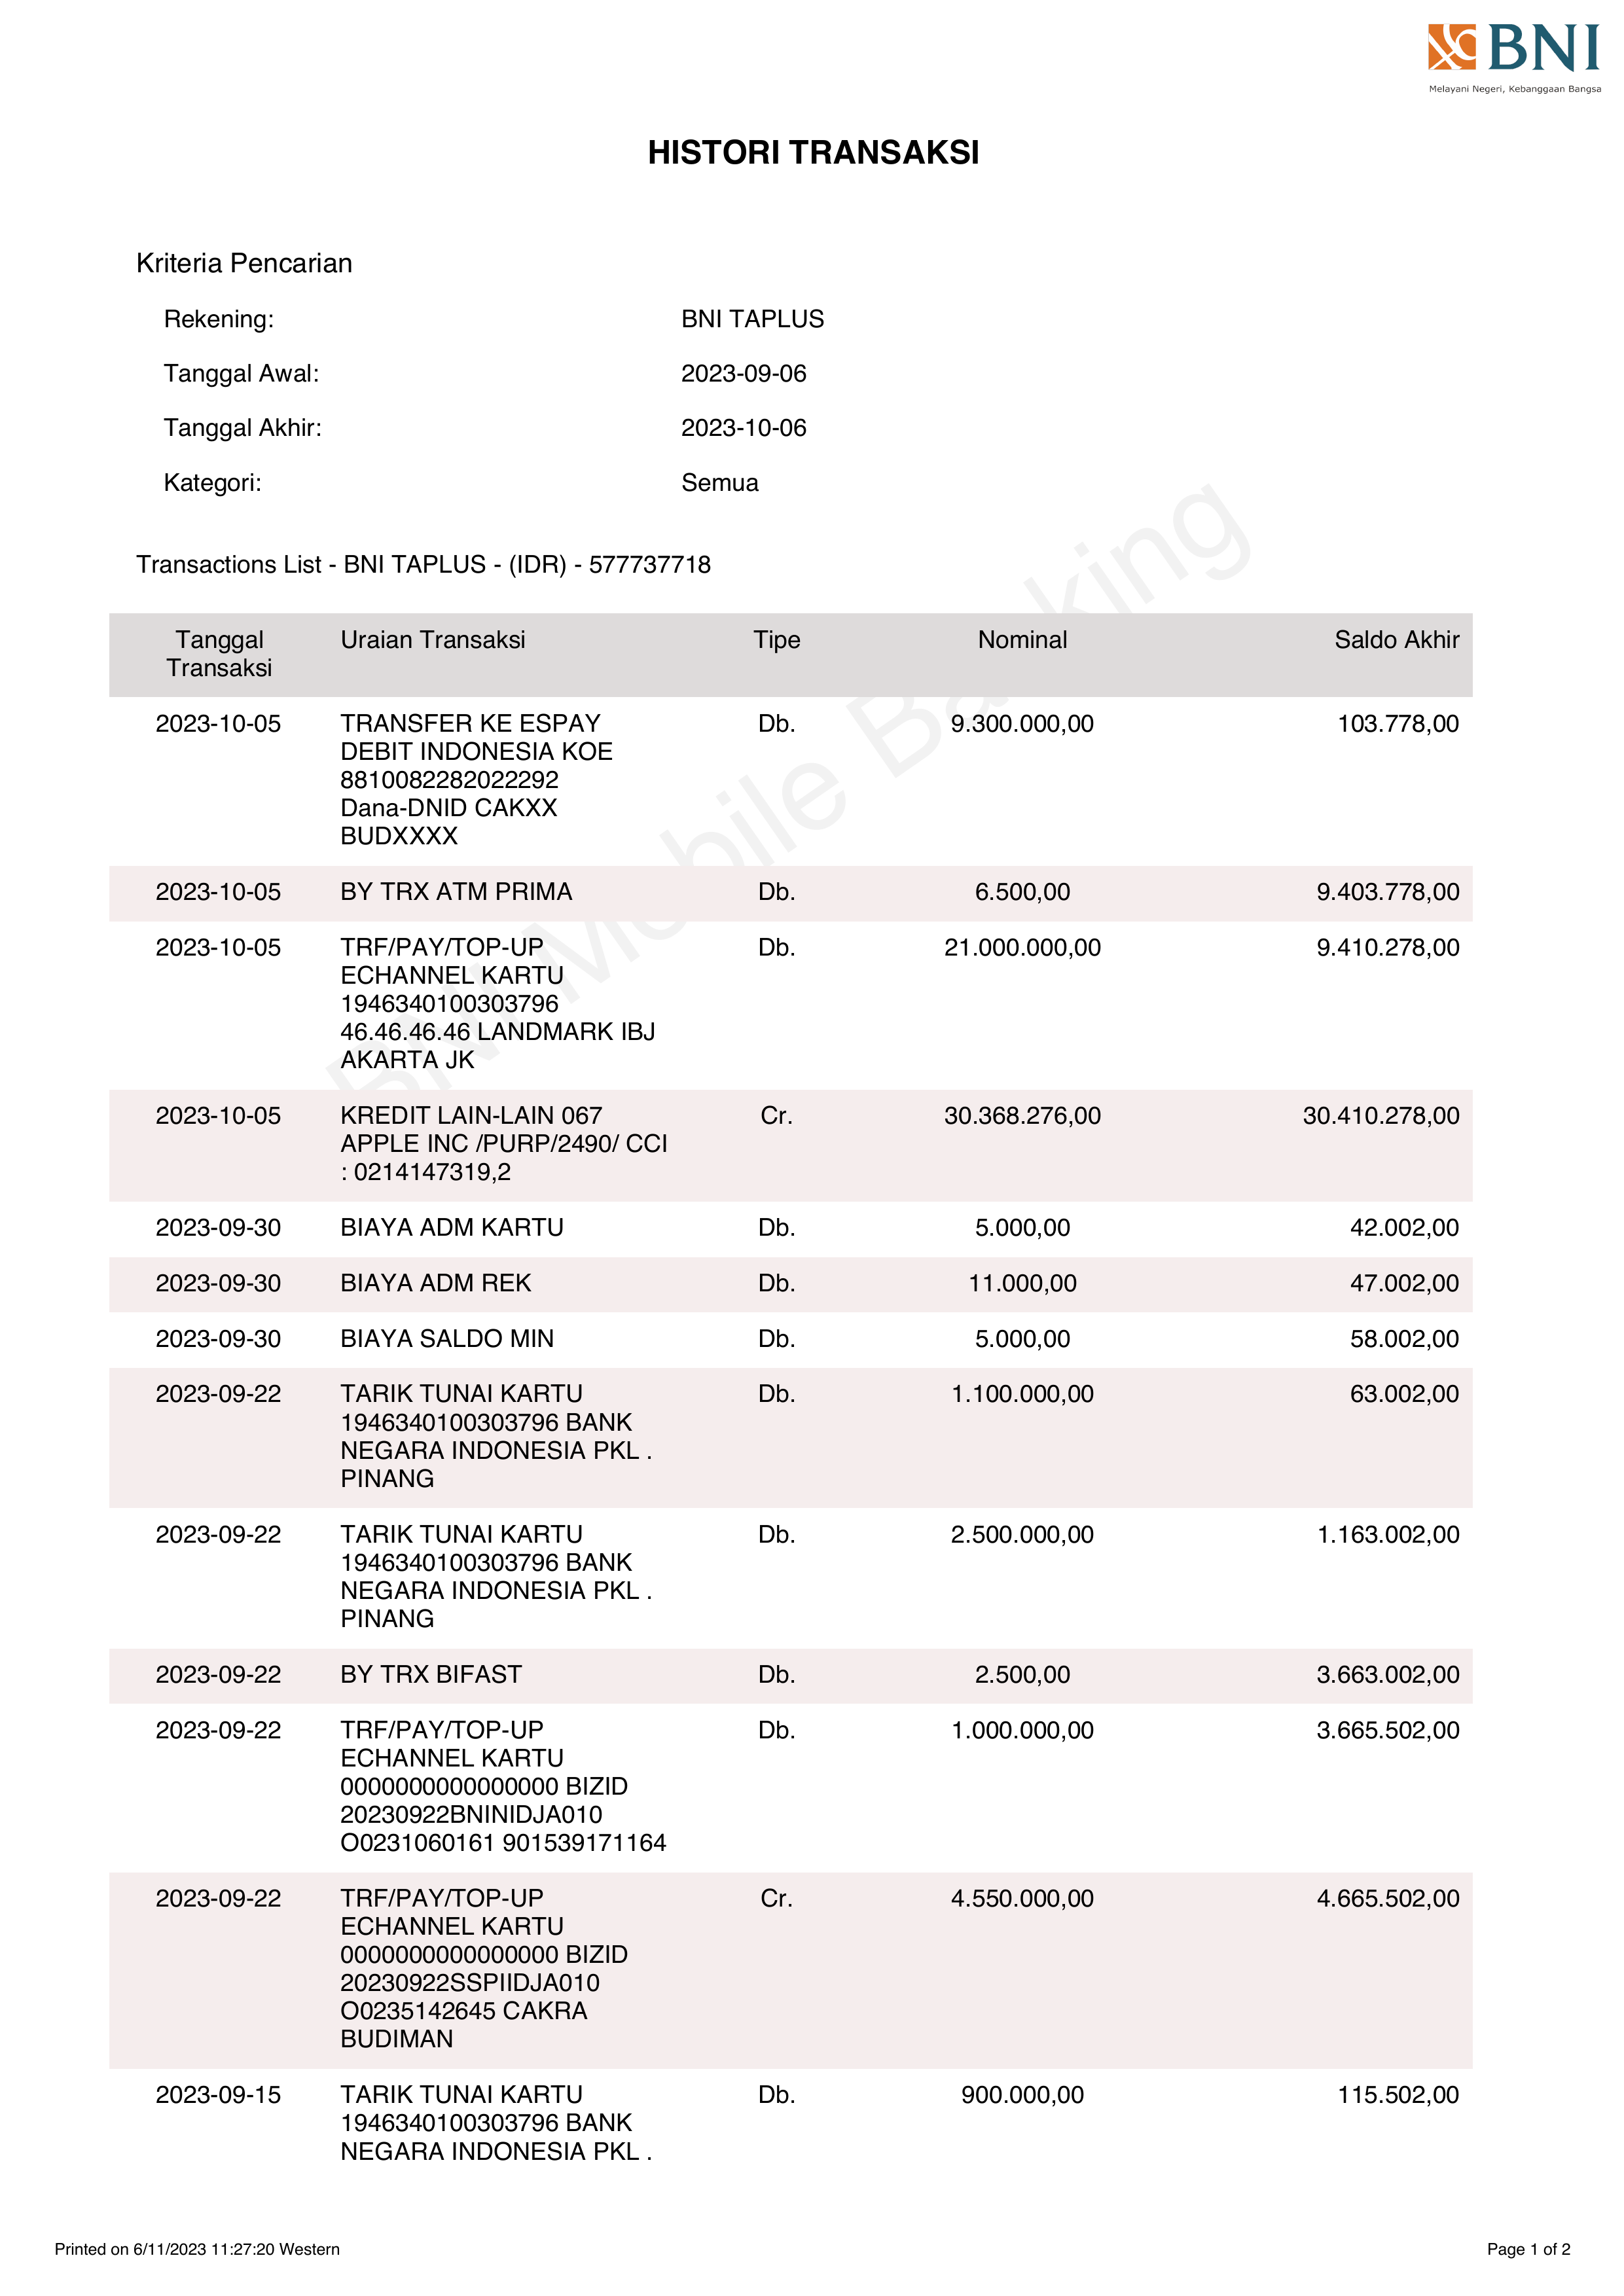 BNI
Melayani Negeri, Kebanggaan Bangsa
HISTORI TRANSAKSI
Kriteria Pencarian
Rekening: BNI TAPLUS
Tanggal Awal: 2023-09-06
Tanggal Akhir: 2023-10-06
Kategori: Semua
BNI Mobile Banking
Transactions List - BNI TAPLUS - (IDR) - 577737718
Tanggal Uraian Transaksi Tipe Nominal Saldo Akhir
Transaksi
2023-10-05 TRANSFER KE ESPAY Db. 9.300.000,00 103.778,00
DEBIT INDONESIA KOE
8810082282022292
Dana-DNID CAKXX
BUDXXXX
2023-10-05 BY TRX ATM PRIMA Db. 6.500,00 9.403.778,00
2023-10-05 TRF/PAY/TOP-UP Db. 21.000.000,00 9.410.278,00
ECHANNEL KARTU
1946340100303796
46.46.46.46 LANDMARK IBJ
AKARTA JK
2023-10-05 KREDIT LAIN-LAIN 067 Cr. 30.368.276,00 30.410.278,00
APPLE INC /PURP/2490/ CCI
: 0214147319,2
2023-09-30 BIAYA ADM KARTU Db. 5.000,00 42.002,00
2023-09-30 BIAYA ADM REK Db. 11.000,00 47.002,00
2023-09-30 BIAYA SALDO MIN Db. 5.000,00 58.002,00
2023-09-22 TARIK TUNAI KARTU Db. 1.100.000,00 63.002,00
1946340100303796 BANK
NEGARA INDONESIA PKL .
PINANG
2023-09-22 TARIK TUNAI KARTU Db. 2.500.000,00 1.163.002,00
1946340100303796 BANK
NEGARA INDONESIA PKL .
PINANG
2023-09-22 BY TRX BIFAST Db. 2.500,00 3.663.002,00
2023-09-22 TRF/PAY/TOP-UP Db. 1.000.000,00 3.665.502,00
ECHANNEL KARTU
0000000000000000 BIZID
20230922BNINIDJA010
O0231060161 901539171164
2023-09-22 TRF/PAY/TOP-UP Cr. 4.550.000,00 4.665.502,00
ECHANNEL KARTU
0000000000000000 BIZID
20230922SSPIIDJA010
O0235142645 CAKRA
BUDIMAN
2023-09-15 TARIK TUNAI KARTU Db. 900.000,00 115.502,00
1946340100303796 BANK
NEGARA INDONESIA PKL .
Printed on 6/11/2023 11:27:20 Western Page 1 of 2